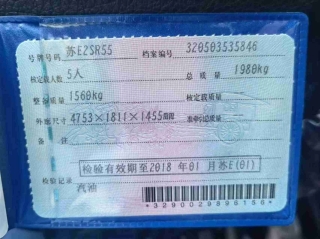 号牌号码 苏E2SR55 档案编号 320503535846
核定载人数 5人 总质量 1980kg
整备质量 1560kg 核定载质量
外廓尺寸 4753×1811×1455mm 准牵引总质量
备注
检验有效期至2018年01月苏E(01)
检验记录
汽油